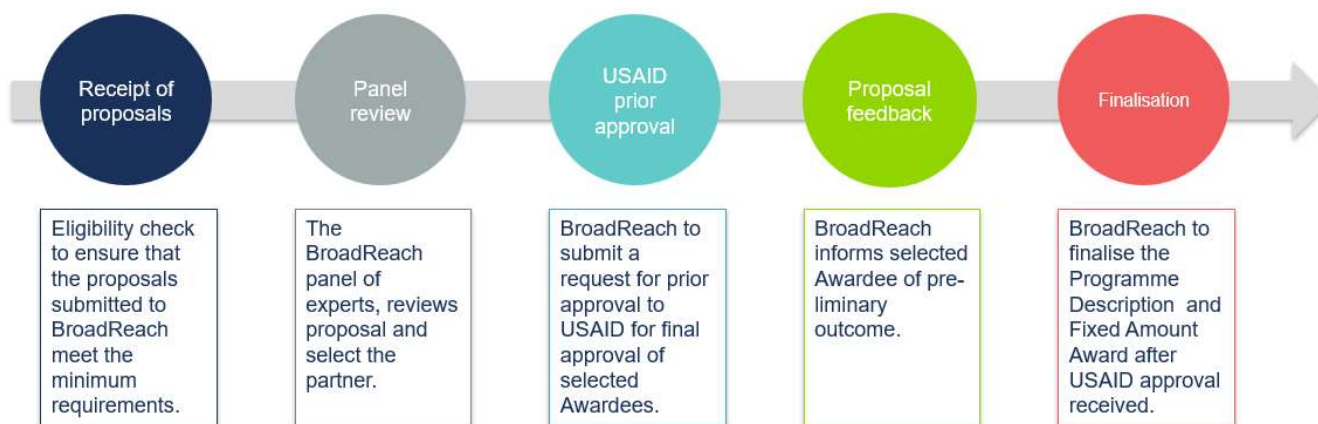 Receipt of
proposals
Panel
review
USAID
prior
approval
Proposal
feedback
Finalisation
Eligibility check
to ensure that
the proposals
submitted to
BroadReach
meet the
minimum
requirements.
The
BroadReach
panel of
experts, reviews
proposal and
select the
partner.
BroadReach to
submit a
request for prior
approval to
USAID for final
approval of
selected
Awardees.
BroadReach
informs selected
Awardee of pre-
liminary
outcome.
BroadReach to
finalise the
Programme
Description and
Fixed Amount
Award after
USAID approval
received.